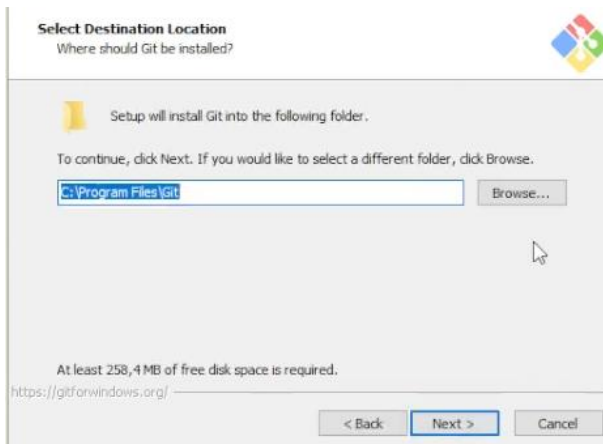 Select Destination Location
Where should Git be installed?
Setup will install Git into the following folder.
To continue, click Next. If you would like to select a different folder, click Browse.
C:\Program Files\Git
Browse...
At least 258,4 MB of free disk space is required.
https://gitforwindows.org/
< Back
Next >
Cancel